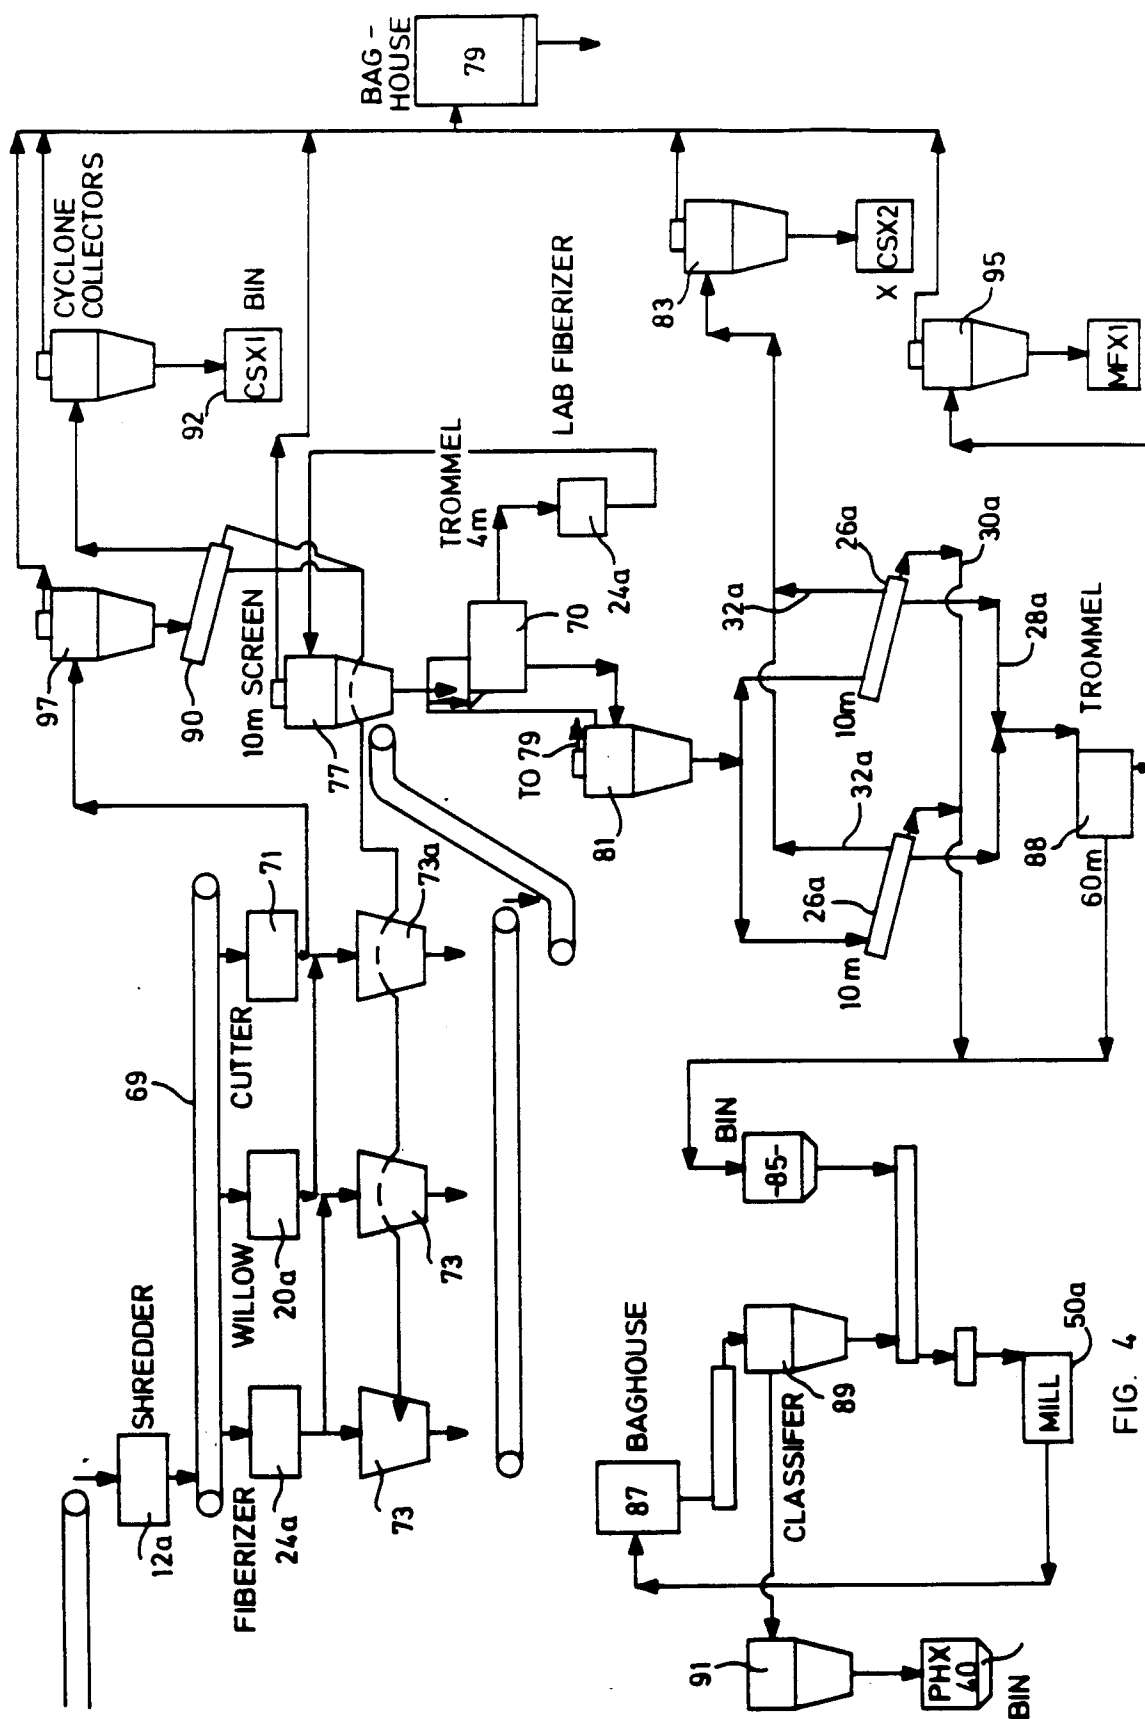 BAG-
HOUSE
79
CYCLONE
COLLECTORS
BIN
CSX1
92
97
90
10m SCREEN
77
TROMMEL
4m
LAB FIBERIZER
24a
70
TO 79
81
83
X CSX2
95
MFX1
32a
26a
30a
10m
28a
TROMMEL
32a
26a
10m
88
60m
69
71
CUTTER
73a
WILLOW
20a
73
SHREDDER
12a
FIBERIZER
24a
73
BIN
-85-
BAGHOUSE
87
CLASSIFER
89
50a
MILL
91
PHX
40
BIN
FIG. 4